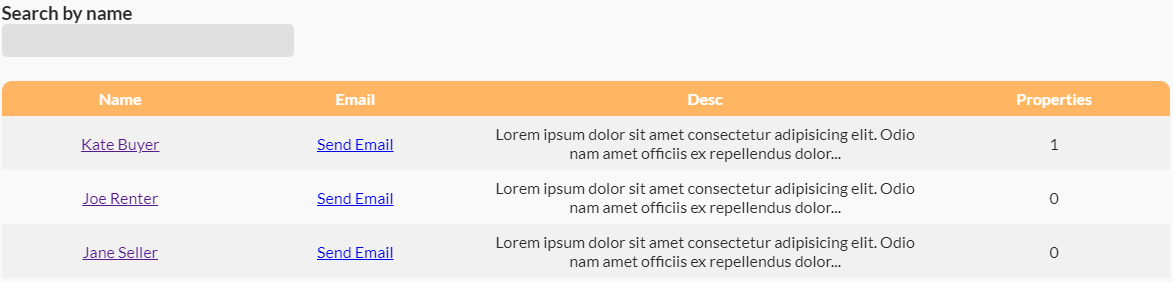 Search by name
Name Email Desc Properties
Kate Buyer Send Email Lorem ipsum dolor sit amet consectetur adipisicing elit. Odio 1
nam amet officiis ex repellendus dolor...
Joe Renter Send Email Lorem ipsum dolor sit amet consectetur adipisicing elit. Odio 0
nam amet officiis ex repellendus dolor...
Jane Seller Send Email Lorem ipsum dolor sit amet consectetur adipisicing elit. Odio 0
nam amet officiis ex repellendus dolor...